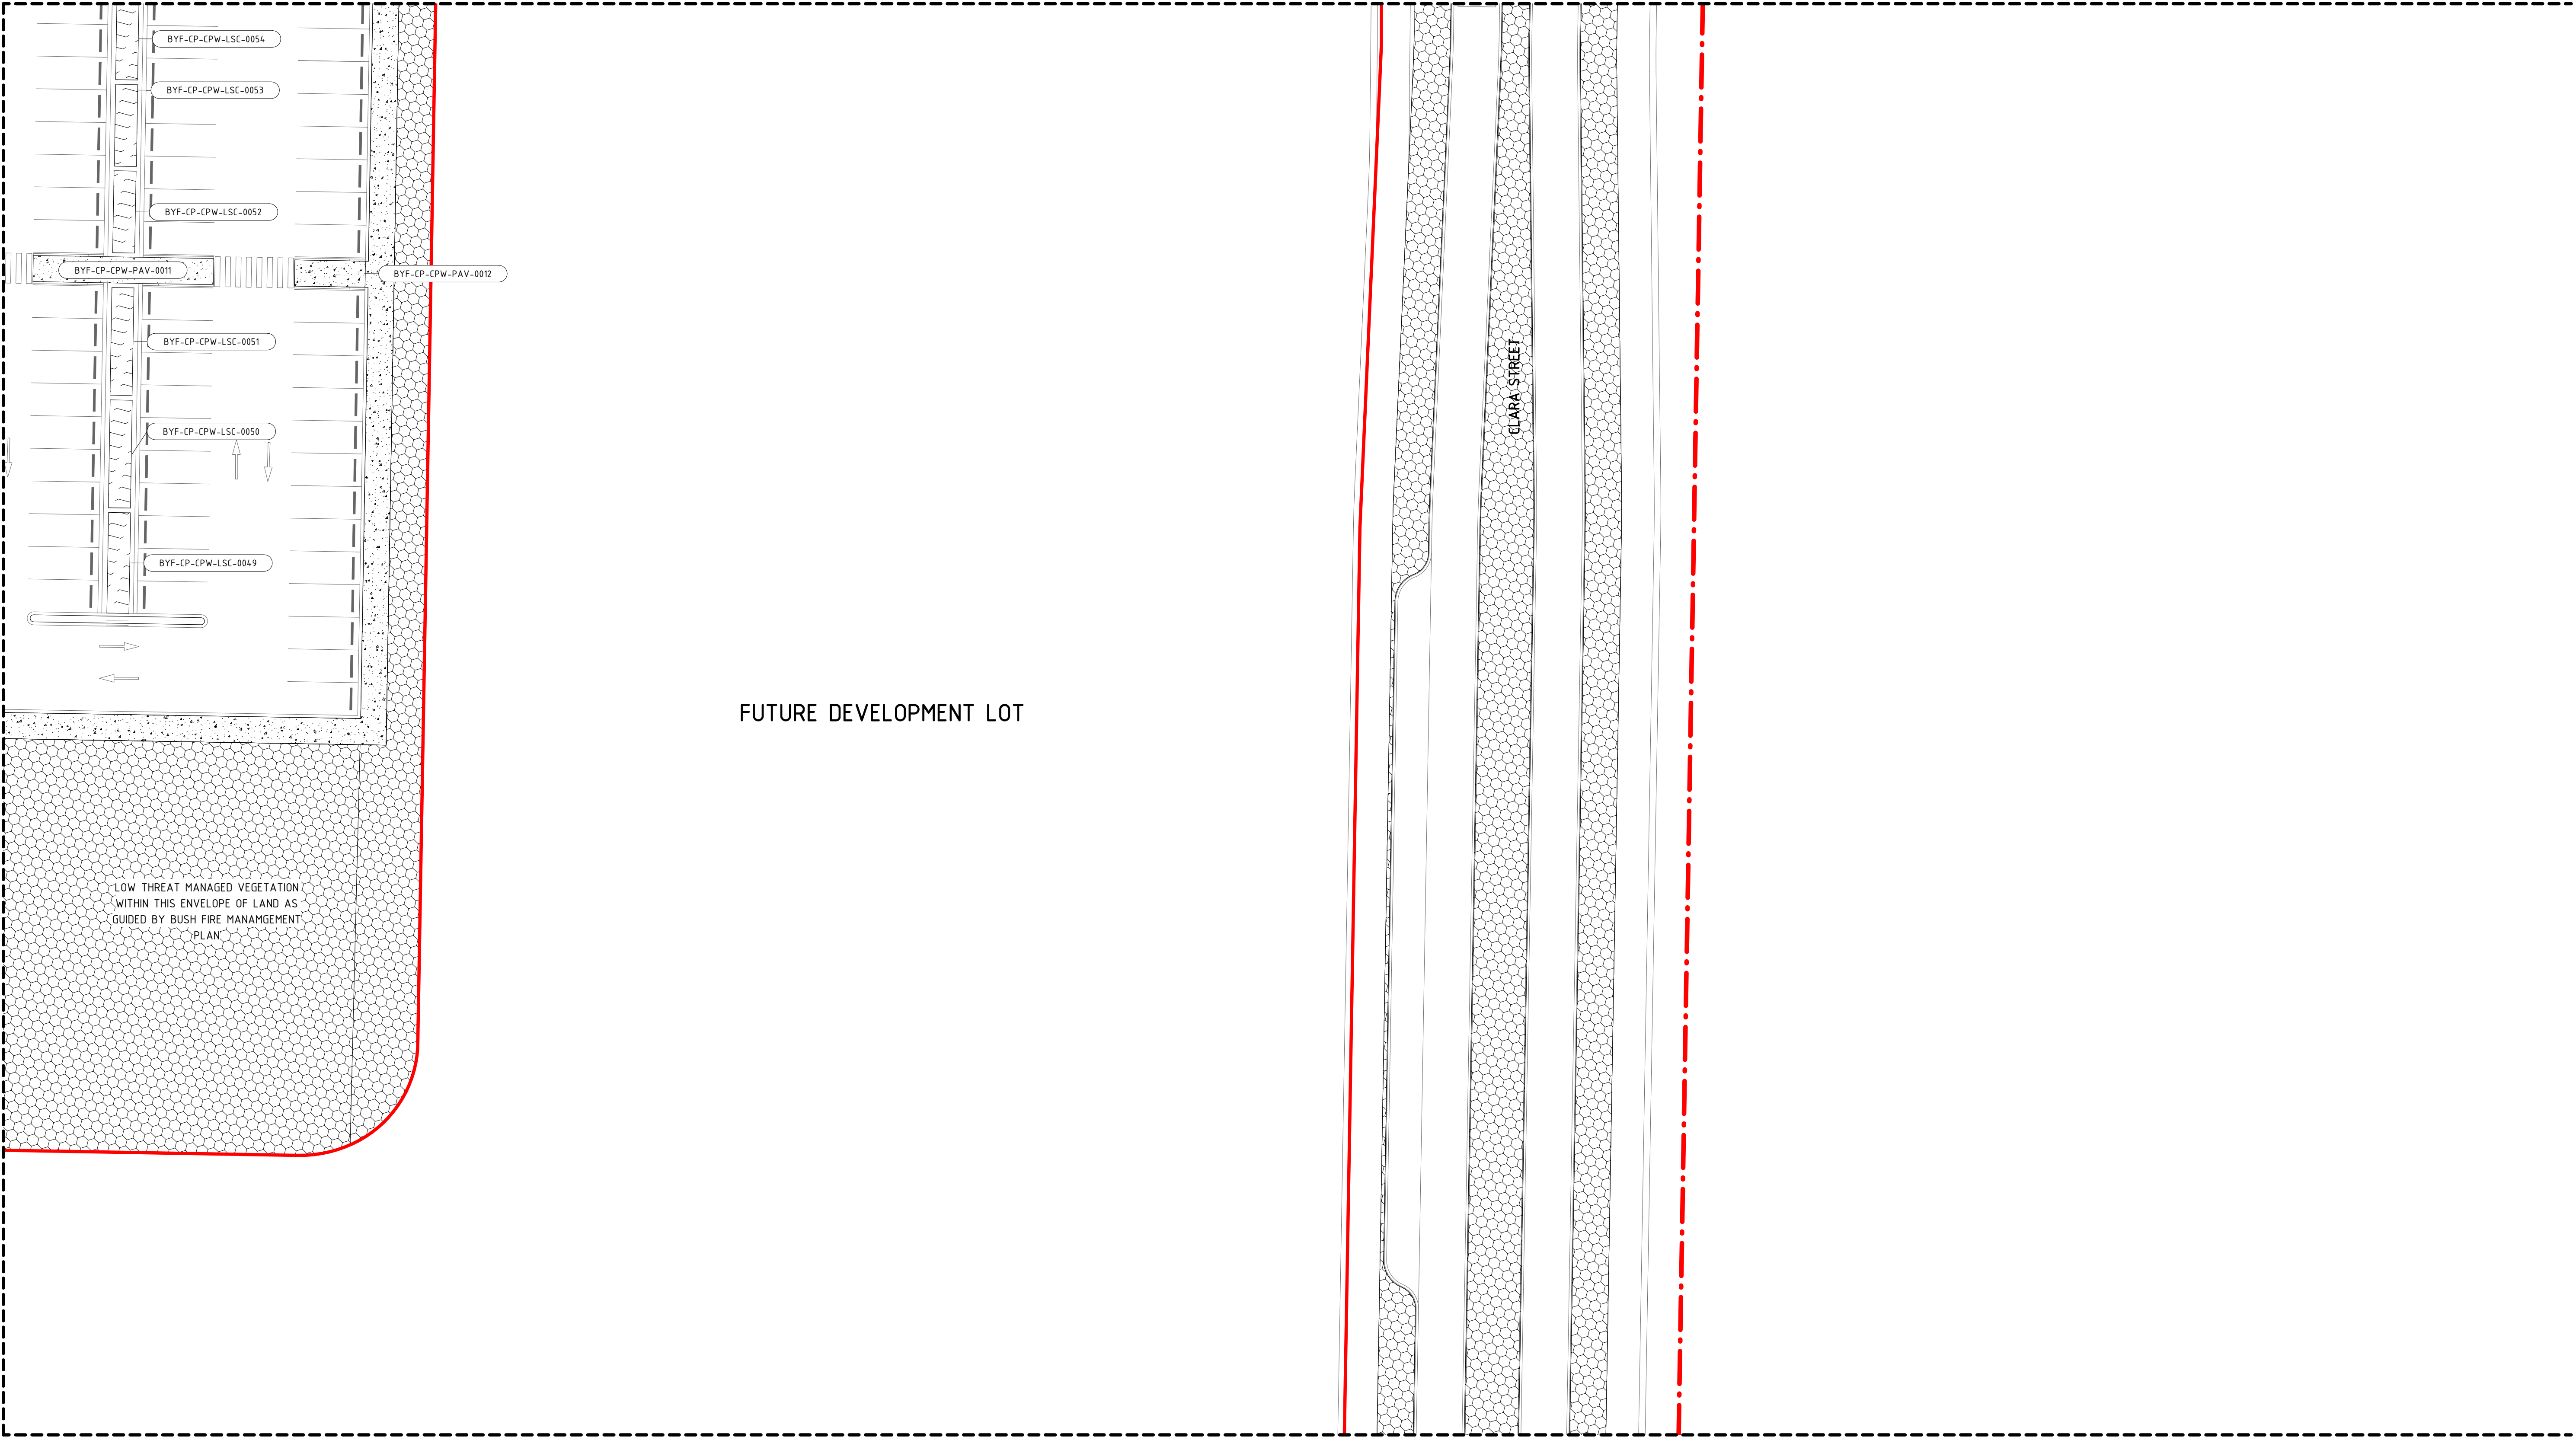 BYF-CP-CPW-LSC-0054
BYF-CP-CPW-LSC-0053
BYF-CP-CPW-LSC-0052
BYF-CP-CPW-PAV-0011
BYF-CP-CPW-PAV-0012
BYF-CP-CPW-LSC-0051
CLARA STREET
BYF-CP-CPW-LSC-0050
BYF-CP-CPW-LSC-0049
FUTURE DEVELOPMENT LOT
LOW THREAT MANAGED VEGETATION
WITHIN THIS ENVELOPE OF LAND AS
GUIDED BY BUSH FIRE MANAMGEMENT
PLAN